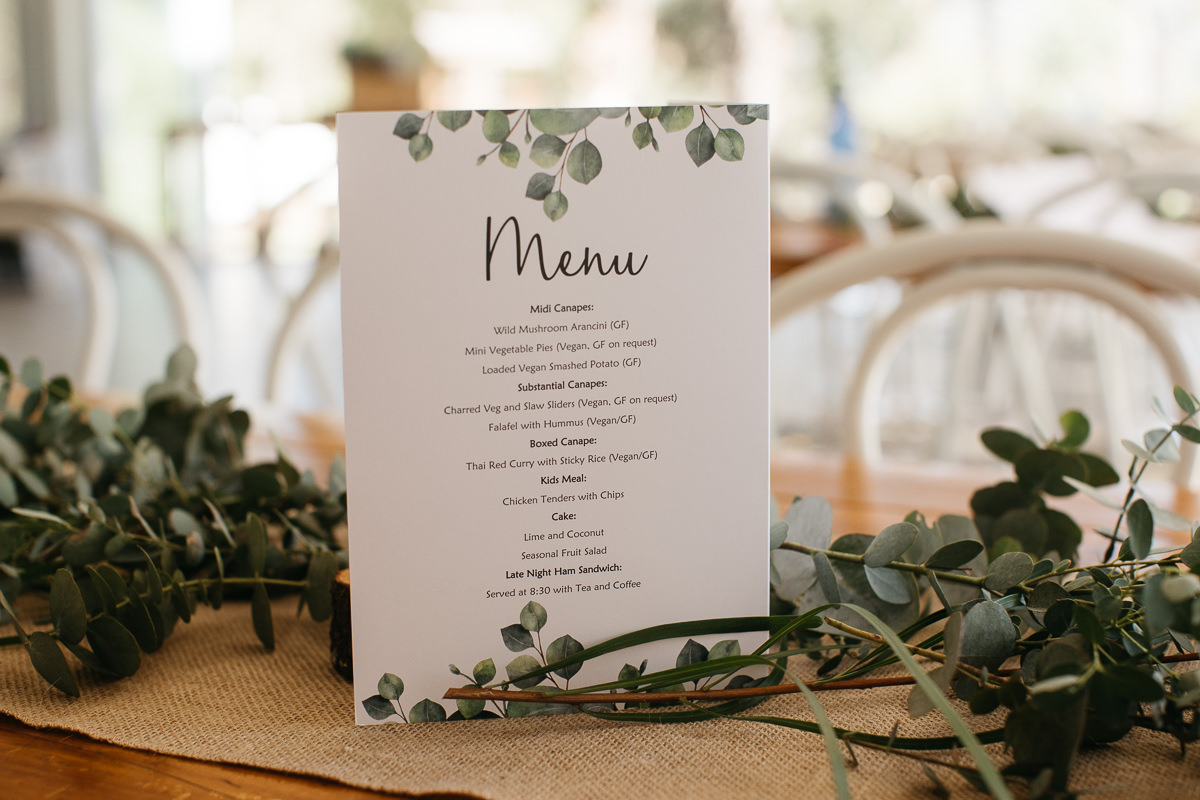 Menu
Midi Canapes:
Wild Mushroom Arancini (GF)
Mini Vegetable Pies (Vegan, GF on request)
Loaded Vegan Smashed Potato (GF)
Substantial Canapes:
Charred Veg and Slaw Sliders (Vegan, GF on request)
Falafel with Hummus (Vegan/GF)
Boxed Canape:
Thai Red Curry with Sticky Rice (Vegan/GF)
Kids Meal:
Chicken Tenders with Chips
Cake:
Lime and Coconut
Seasonal Fruit Salad
Late Night Ham Sandwich:
Served at 8:30 with Tea and Coffee